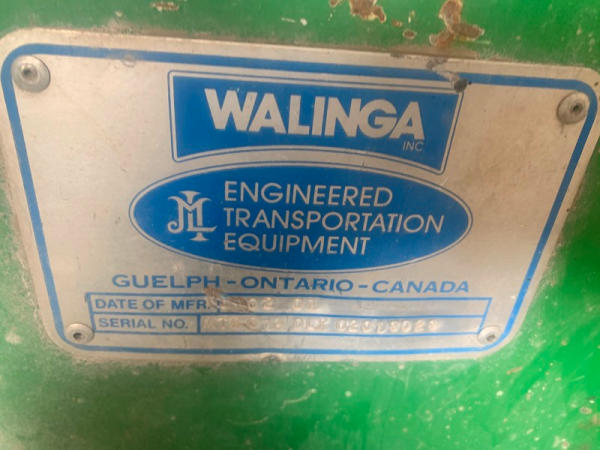 WALINGA
INC.
ENGINEERED
TRANSPORTATION
EQUIPMENT
GUELPH - ONTARIO - CANADA
DATE OF MFR.
SERIAL NO.